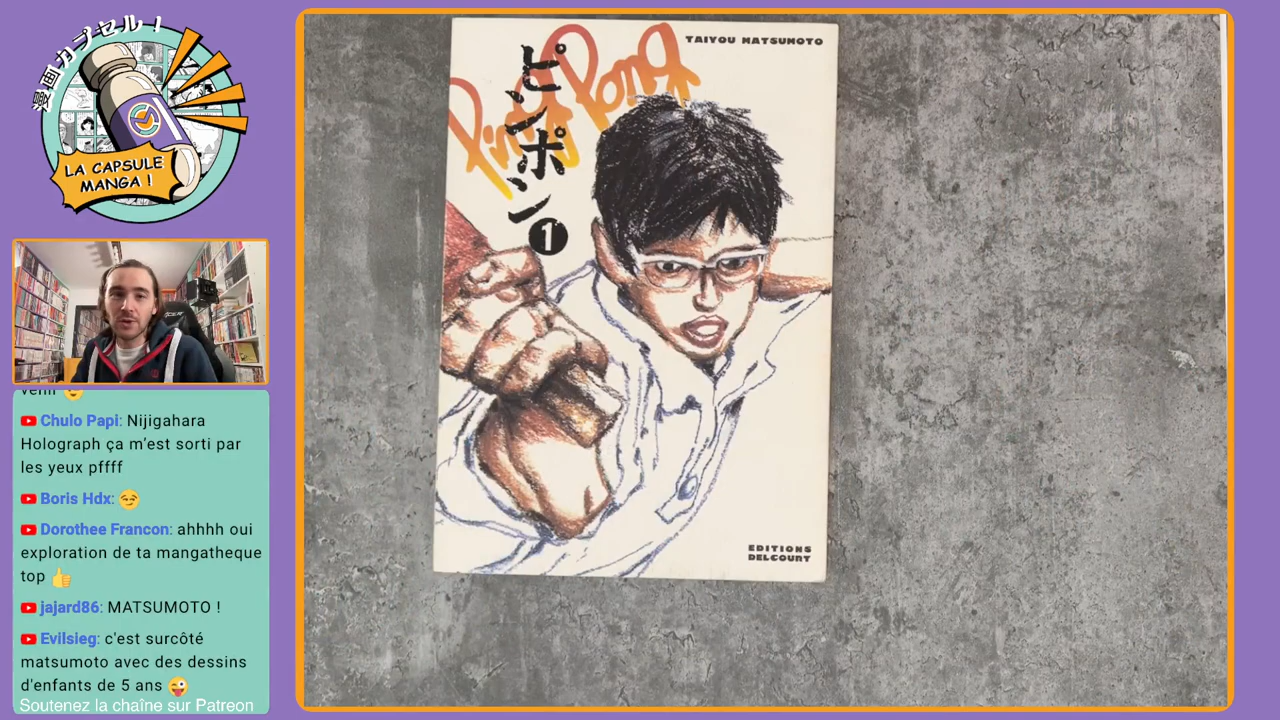 漫画カプセル!
LA CAPSULE
MANGA !
TAIYOU MATSUMOTO
Ping Pong
ピンポン
1
EDITIONS
DELCOURT
venir 😉
Chulo Papi: Nijigahara
Holograph ça m'est sorti par
les yeux pffff
Boris Hdx: 😏
Dorothee Francon: ahhhh oui
exploration de ta mangatheque
top 👍
jajard86: MATSUMOTO !
Evilsieg: c'est surcôté
matsumoto avec des dessins
d'enfants de 5 ans 😜
Soutenez la chaîne sur Patreon